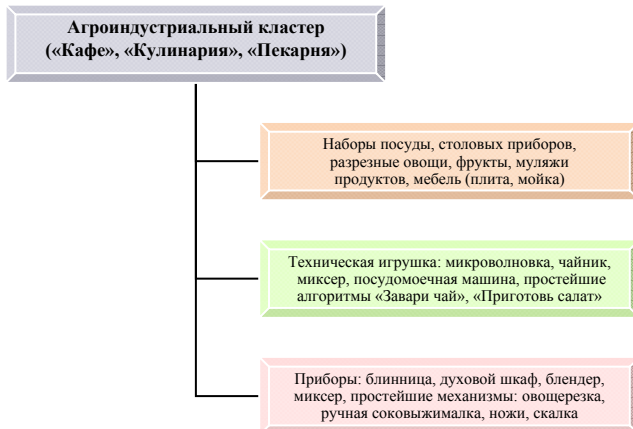 Агроиндустриальный кластер
(«Кафе», «Кулинария», «Пекарня»)
Наборы посуды, столовых приборов,
разрезные овощи, фрукты, муляжи
продуктов, мебель (плита, мойка)
Техническая игрушка: микроволновка, чайник,
миксер, посудомоечная машина, простейшие
алгоритмы «Завари чай», «Приготовь салат»
Приборы: блинница, духовой шкаф, блендер,
миксер, простейшие механизмы: овощерезка,
ручная соковыжималка, ножи, скалка